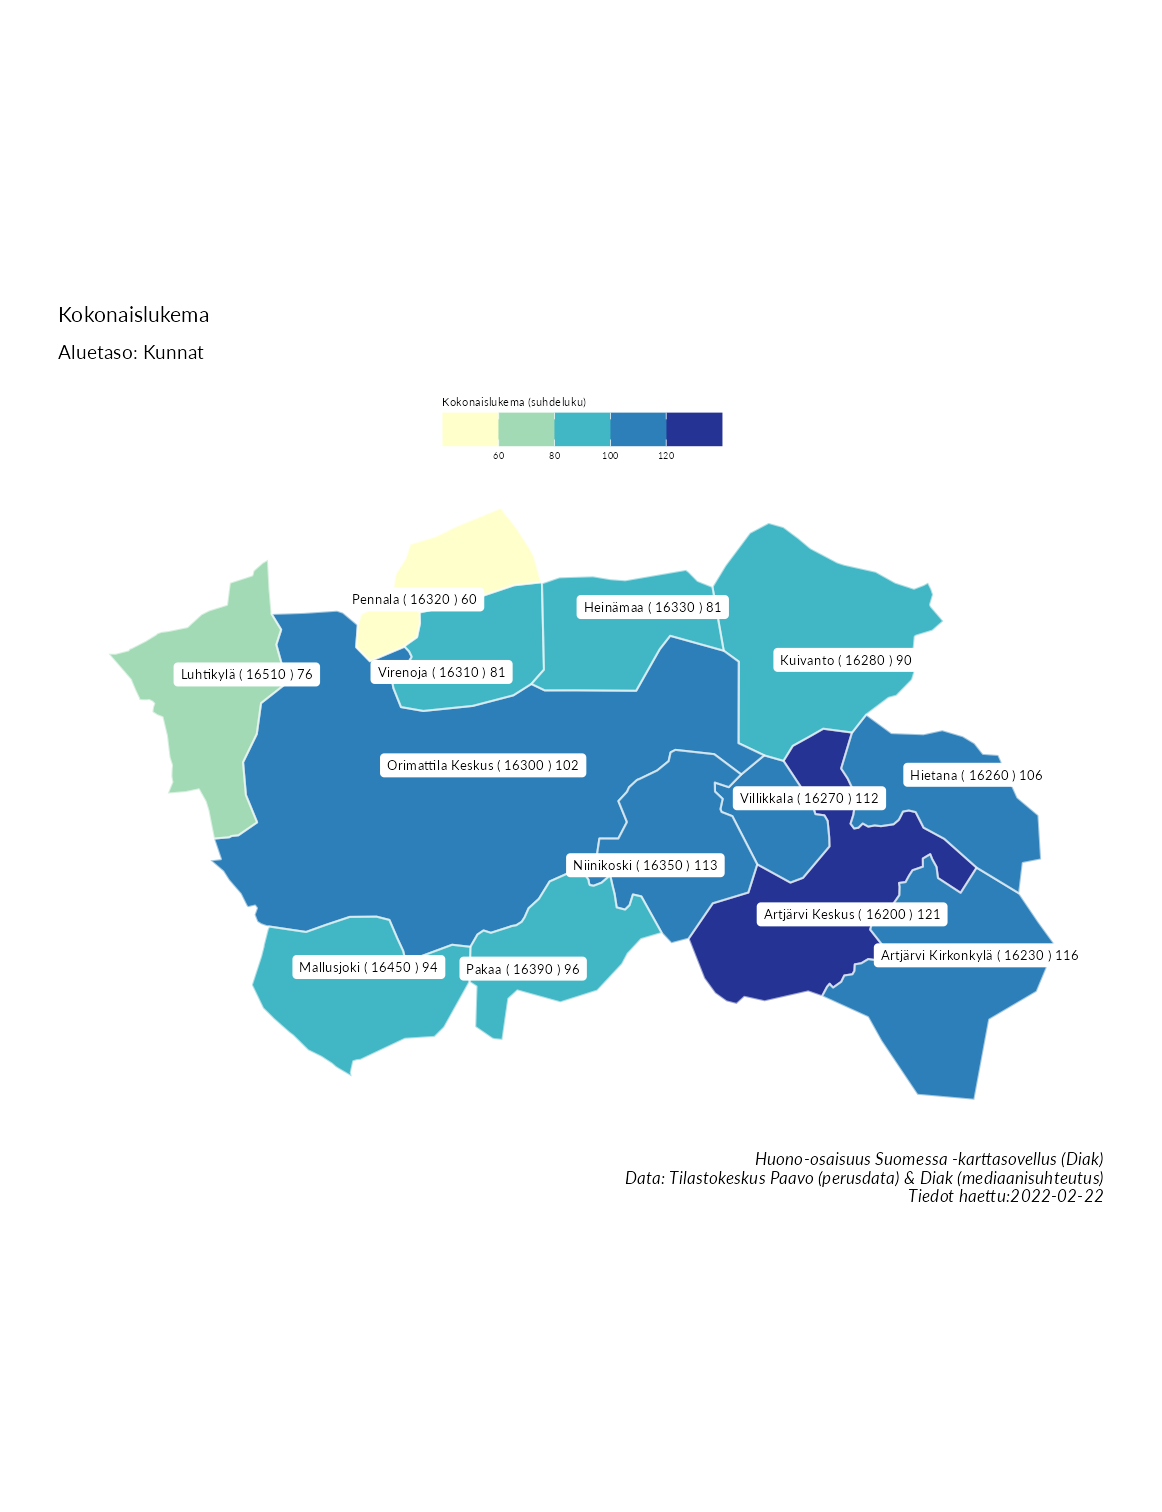 Kokonaislukema
Aluetaso: Kunnat
Kokonaislukema (suhdeluku)
60 80 100 120
Pennala ( 16320 ) 60
Heinämaa ( 16330 ) 81
Kuivanto ( 16280 ) 90
Luhtikylä ( 16510 ) 76
Virenoja ( 16310 ) 81
Orimattila Keskus ( 16300 ) 102
Hietana ( 16260 ) 106
Villikkala ( 16270 ) 112
Niinikoski ( 16350 ) 113
Artjärvi Keskus ( 16200 ) 121
Artjärvi Kirkonkylä ( 16230 ) 116
Mallusjoki ( 16450 ) 94
Pakaa ( 16390 ) 96
Huono-osaisuus Suomessa -karttasovellus (Diak)
Data: Tilastokeskus Paavo (perusdata) & Diak (mediaanisuhteutus)
Tiedot haettu:2022-02-22